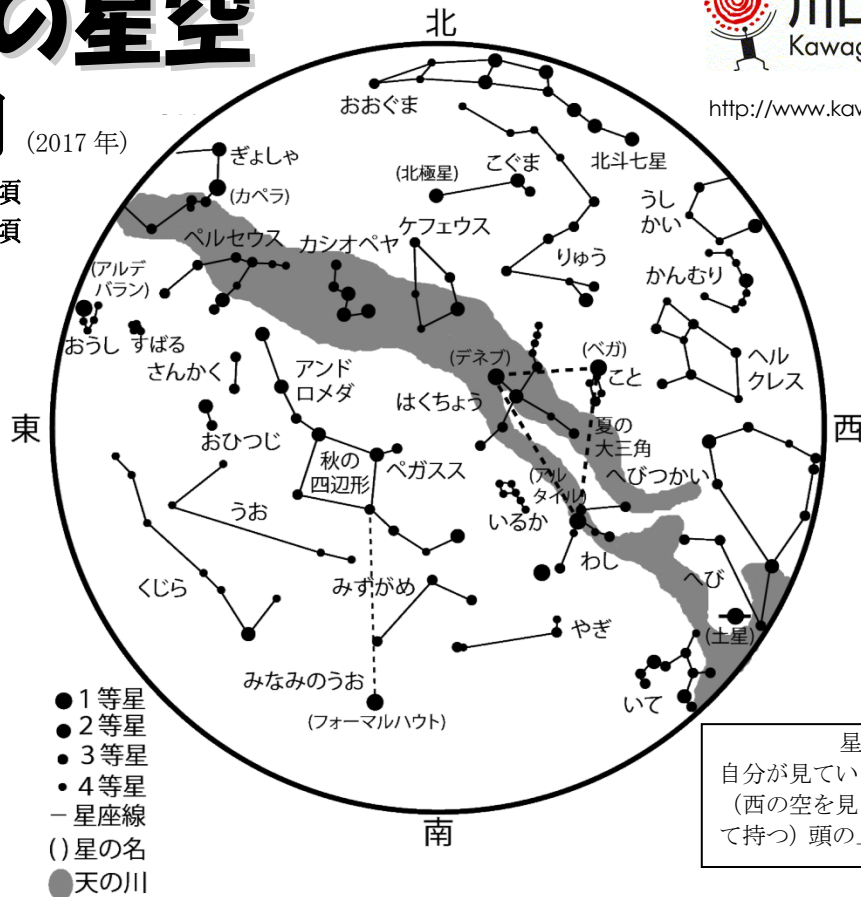 の星空
(2017 年)
頃
頃
川口
Kawag
http://www.kaw
北
おおぐま
北斗七星
こぐま
(北極星)
ぎょしゃ
(カペラ)
うし
かい
ケフェウス
ペルセウス
カシオペヤ
りゅう
かんむり
(アルデ
バラン)
おうし
すばる
さんかく
アンド
ロメダ
(デネブ)
(ベガ)
こと
ヘル
クレス
はくちょう
夏の
大三角
東
西
おひつじ
秋の
四辺形
ペガスス
へびつかい
(アル
タイル)
うお
いるか
わし
くじら
みずがめ
へび
やぎ
(土星)
みなみのうお
(フォーマルハウト)
いて
南
1等星
2等星
3等星
4等星
− 星座線
( ) 星の名
天の川
星
自分が見てい
(西の空を見
て持つ) 頭の